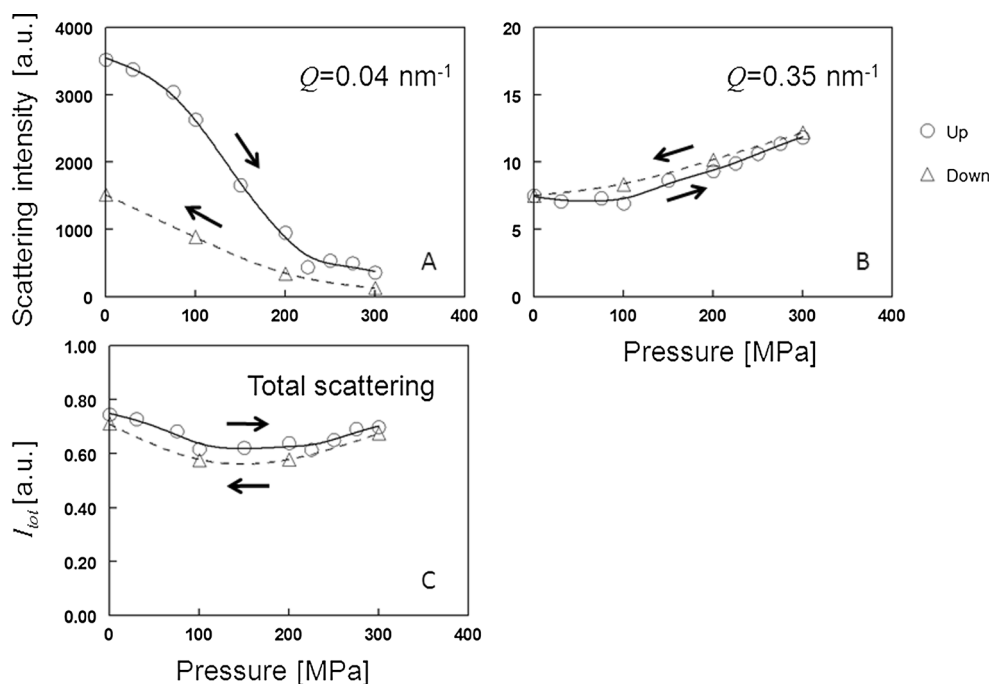 Scattering intensity [a.u.]
4000
3000
2000
1000
0
Q=0.04 nm-1
A
0 100 200 300 400
20
15
10
5
0
Q=0.35 nm-1
B
0 100 200 300 400
Pressure [MPa]
Up
Down
Itot [a.u.]
1.00
0.80
0.60
0.40
0.20
0.00
Total scattering
C
0 100 200 300 400
Pressure [MPa]